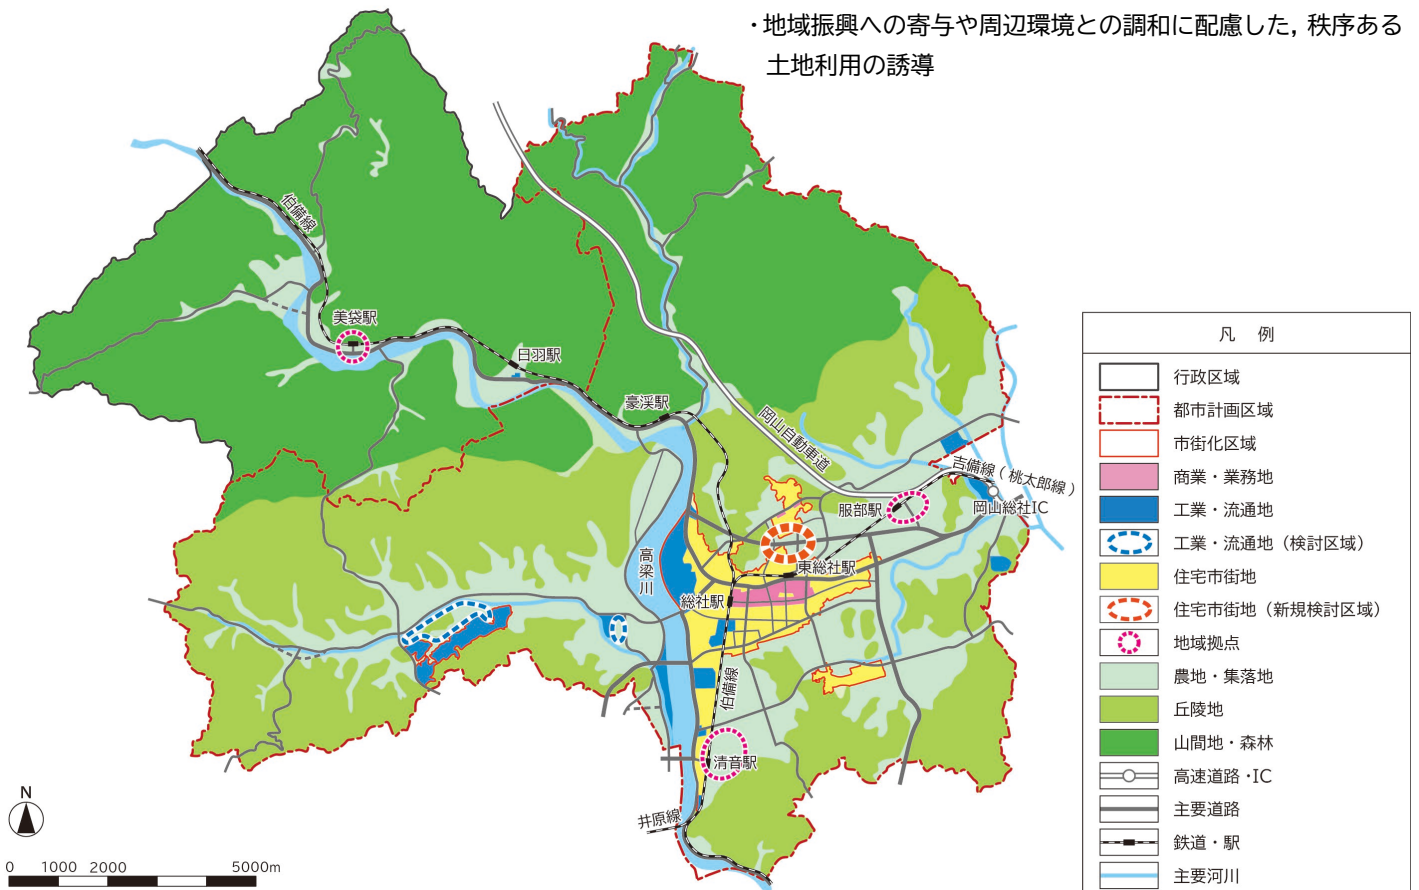 ・地域振興への寄与や周辺環境との調和に配慮した，秩序ある
土地利用の誘導
伯備線
美袋駅
日羽駅
豪渓駅
岡山自動車道
吉備線（桃太郎線）
服部駅
岡山総社IC
高梁川
東総社駅
総社駅
伯備線
清音駅
井原線
N
0 1000 2000 5000m
凡 例
行政区域
都市計画区域
市街化区域
商業・業務地
工業・流通地
工業・流通地（検討区域）
住宅市街地
住宅市街地（新規検討区域）
地域拠点
農地・集落地
丘陵地
山間地・森林
高速道路・IC
主要道路
鉄道・駅
主要河川